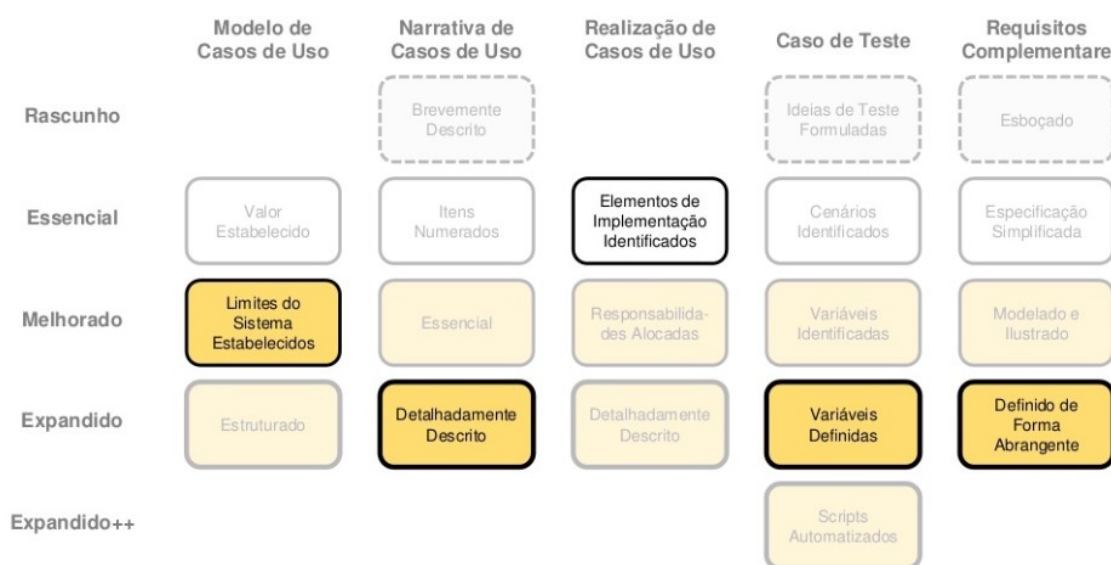 Modelo de
Casos de Uso
Narrativa de
Casos de Uso
Realização de
Casos de Uso
Caso de Teste
Requisitos
Complementare
Rascunho
Brevemente
Descrito
Ideias de Teste
Formuladas
Esboçado
Essencial
Valor
Estabelecido
Itens
Numerados
Elementos de
Implementação
Identificados
Cenários
Identificados
Especificação
Simplificada
Melhorado
Limites do
Sistema
Estabelecidos
Essencial
Responsabilida-
des Alocadas
Variáveis
Identificadas
Modelado e
Ilustrado
Expandido
Estruturado
Detalhadamente
Descrito
Detalhadamente
Descrito
Variáveis
Definidas
Definido de
Forma
Abrangente
Expandido++
Scripts
Automatizados